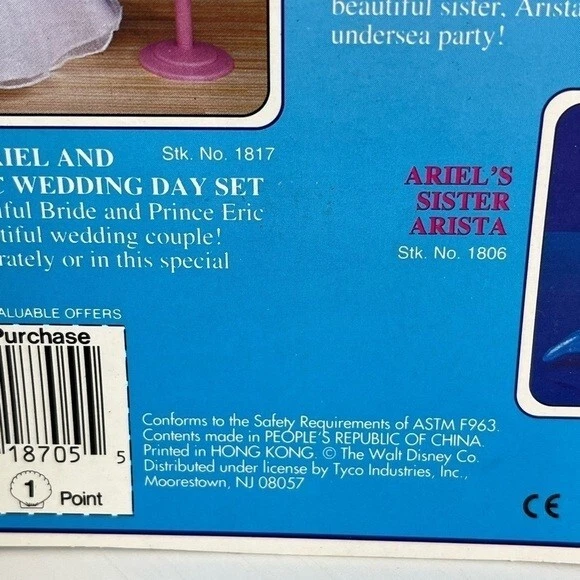 beautiful sister, Arista
undersea party!
RIEL AND
Stk. No. 1817
C WEDDING DAY SET
ful Bride and Prince Eric
tiful wedding couple!
rately or in this special
ARIEL'S
SISTER
ARISTA
Stk. No. 1806
ALUABLE OFFERS
Purchase
18705 5
1 Point
Conforms to the Safety Requirements of ASTM F963.
Contents made in PEOPLE'S REPUBLIC OF CHINA.
Printed in HONG KONG. © The Walt Disney Co.
Distributed under license by Tyco Industries, Inc.,
Moorestown, NJ 08057
CE